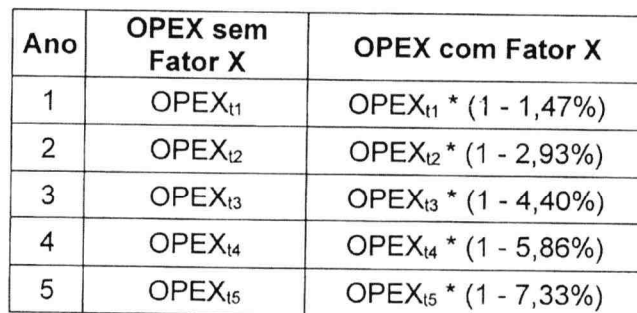 Ano OPEX sem Fator X OPEX com Fator X
1 OPEXt1 OPEXt1 * (1 - 1,47%)
2 OPEXt2 OPEXt2 * (1 - 2,93%)
3 OPEXt3 OPEXt3 * (1 - 4,40%)
4 OPEXt4 OPEXt4 * (1 - 5,86%)
5 OPEXt5 OPEXt5 * (1 - 7,33%)